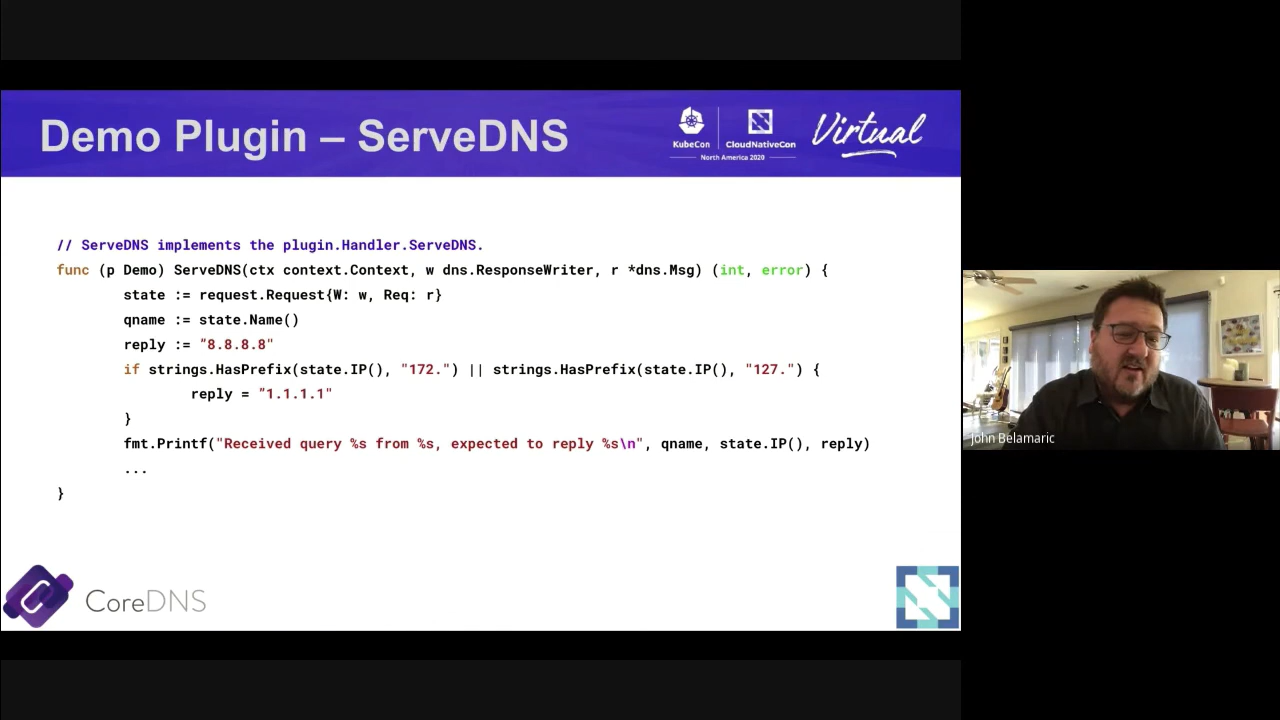 Demo Plugin – ServeDNS
KubeCon
CloudNativeCon
North America 2020
Virtual
// ServeDNS implements the plugin.Handler.ServeDNS.
func (p Demo) ServeDNS(ctx context.Context, w dns.ResponseWriter, r *dns.Msg) (int, error) {
state := request.Request{W: w, Req: r}
qname := state.Name()
reply := ”8.8.8.8"
if strings.HasPrefix(state.IP(), "172.") || strings.HasPrefix(state.IP(), "127.") {
reply = ”1.1.1.1"
}
fmt.Printf("Received query %s from %s, expected to reply %s\n", qname, state.IP(), reply)
...
}
CoreDNS
John Belamaric